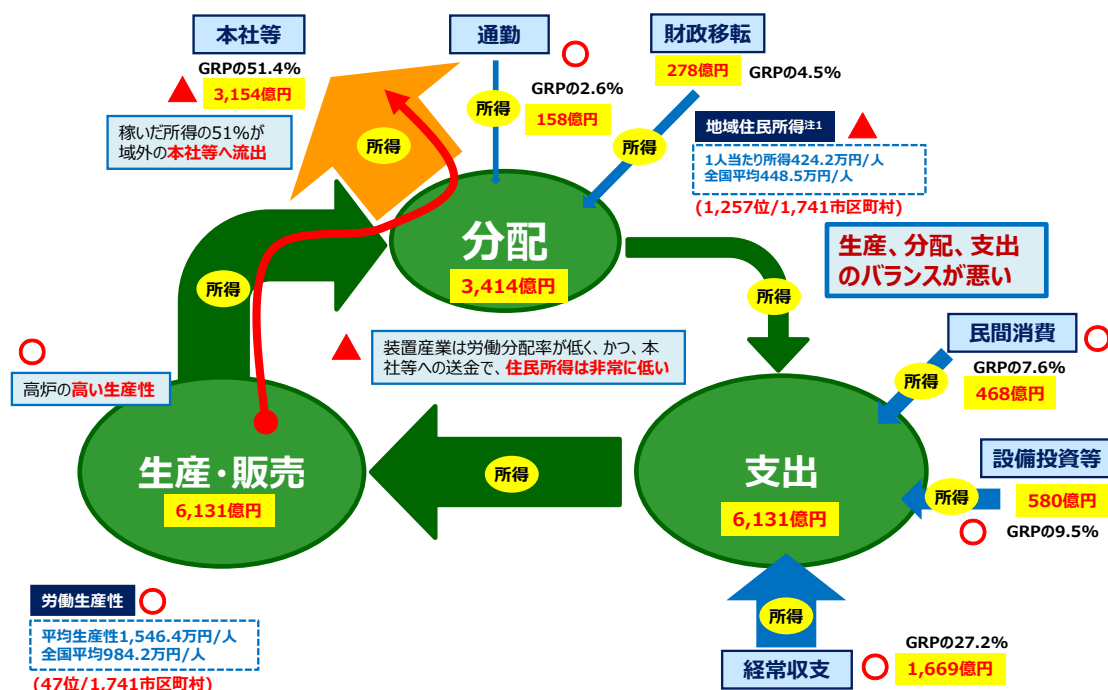 本社等
GRPの51.4%
3,154億円
稼いだ所得の51%が
域外の本社等へ流出
通勤
GRPの2.6%
158億円
所得
財政移転
278億円
GRPの4.5%
所得
所得
地域住民所得注1
1人当たり所得424.2万円/人
全国平均448.5万円/人
(1,257位/1,741市区町村)
分配
3,414億円
生産、分配、支出
のバランスが悪い
所得
所得
装置産業は労働分配率が低く、かつ、本
社等への送金で、住民所得は非常に低い
高炉の高い生産性
民間消費
GRPの7.6%
468億円
所得
生産・販売
6,131億円
所得
支出
6,131億円
設備投資等
580億円
所得
GRPの9.5%
労働生産性
平均生産性1,546.4万円/人
全国平均984.2万円/人
(47位/1,741市区町村)
所得
経常収支
GRPの27.2%
1,669億円